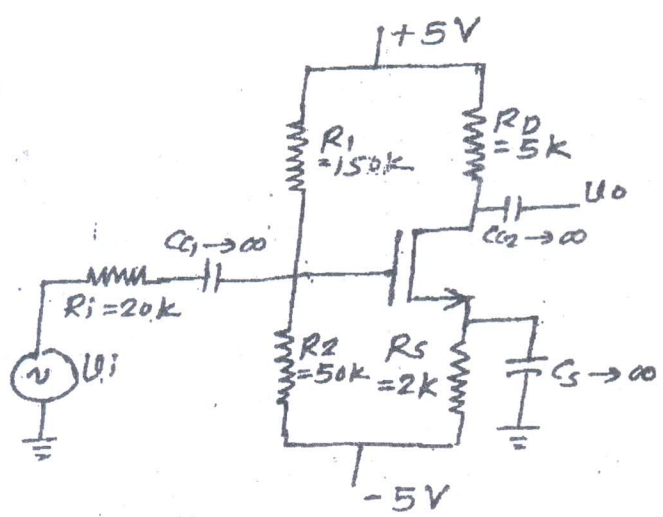 +5V
R1
=150k
RD
=5k
Uo
CC1→∞
CC2→∞
Ri=20k
Ui
R2
=50k
RS
=2k
CS→∞
-5V